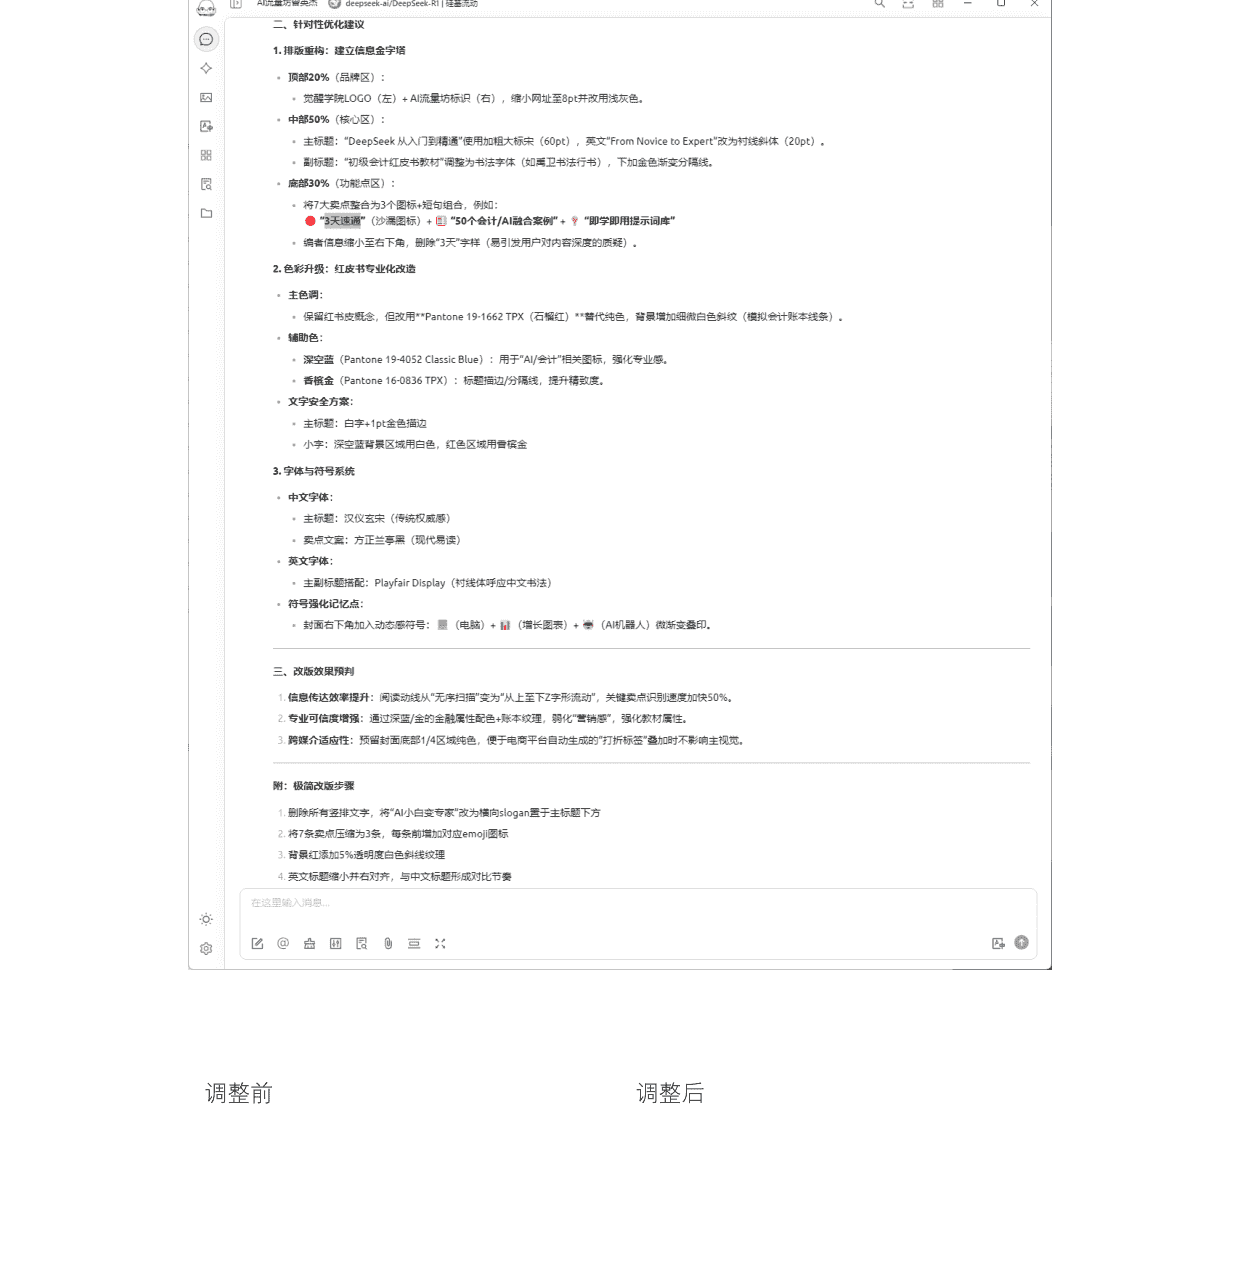 AI流量坊曾英杰 deepseek-ai/DeepSeek-R1 | 硅基流动
二、针对性优化建议
1. 排版重构：建立信息金字塔
顶部20%（品牌区）：
觉醒学院LOGO（左）+ AI流量坊标识（右），缩小网址至8pt并改用浅灰色。
中部50%（核心区）：
主标题：“DeepSeek 从入门到精通”使用加粗大标宋（60pt），英文“From Novice to Expert”改为衬线斜体（20pt）。
副标题：“初级会计红皮书教材”调整为书法字体（如禹卫书法行书），下加金色渐变分隔线。
底部30%（功能点区）：
将7大卖点整合为3个图标+短句组合，例如：
“3天速通”（沙漏图标）+ “50个会计/AI融合案例” + “即学即用提示词库”
编者信息缩小至右下角，删除“3天”字样（易引发用户对内容深度的质疑）。
2. 色彩升级：红皮书专业化改造
主色调：
保留红书皮概念，但改用**Pantone 19-1662 TPX（石榴红）**替代纯色，背景增加细微白色斜纹（模拟会计账本线条）。
辅助色：
深空蓝（Pantone 19-4052 Classic Blue）：用于“AI/会计”相关图标，强化专业感。
香槟金（Pantone 16-0836 TPX）：标题描边/分隔线，提升精致度。
文字安全方案：
主标题：白字+1pt金色描边
小字：深空蓝背景区域用白色，红色区域用香槟金
3. 字体与符号系统
中文字体：
主标题：汉仪玄宋（传统权威感）
卖点文案：方正兰亭黑（现代易读）
英文字体：
主副标题搭配：Playfair Display（衬线体呼应中文书法）
符号强化记忆点：
封面右下角加入动态感符号：（电脑）+（增长图表）+（AI机器人）微渐变叠印。
三、改版效果预判
1. 信息传达效率提升：阅读动线从“无序扫描”变为“从上至下Z字形流动”，关键卖点识别速度加快50%。
2. 专业可信度增强：通过深蓝/金的金融属性配色+账本纹理，弱化“营销感”，强化教材属性。
3. 跨媒介适应性：预留封面底部1/4区域纯色，便于电商平台自动生成的“打折标签”叠加时不影响主视觉。
附：极简改版步骤
1. 删除所有竖排文字，将“AI小白变专家”改为横向slogan置于主标题下方
2. 将7条卖点压缩为3条，每条前增加对应emoji图标
3. 背景红添加5%透明度白色斜线纹理
4. 英文标题缩小并右对齐，与中文标题形成对比节奏
在这里输入消息...
调整前 调整后